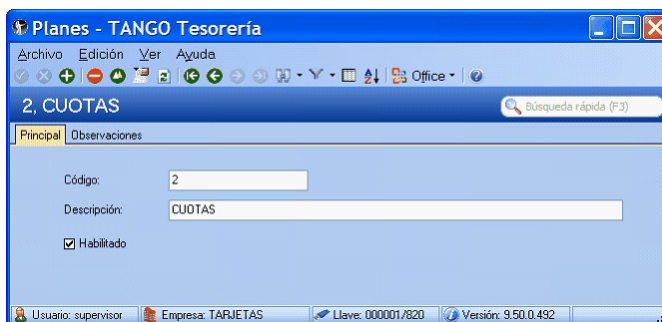 Planes - TANGO Tesorería
Archivo Edición Ver Ayuda
Office
2, CUOTAS
Búsqueda rápida (F3)
Principal Observaciones
Código: 2
Descripción: CUOTAS
Habilitado
Usuario: supervisor Empresa: TARJETAS Llave: 000001/820 Versión: 9.50.0.492